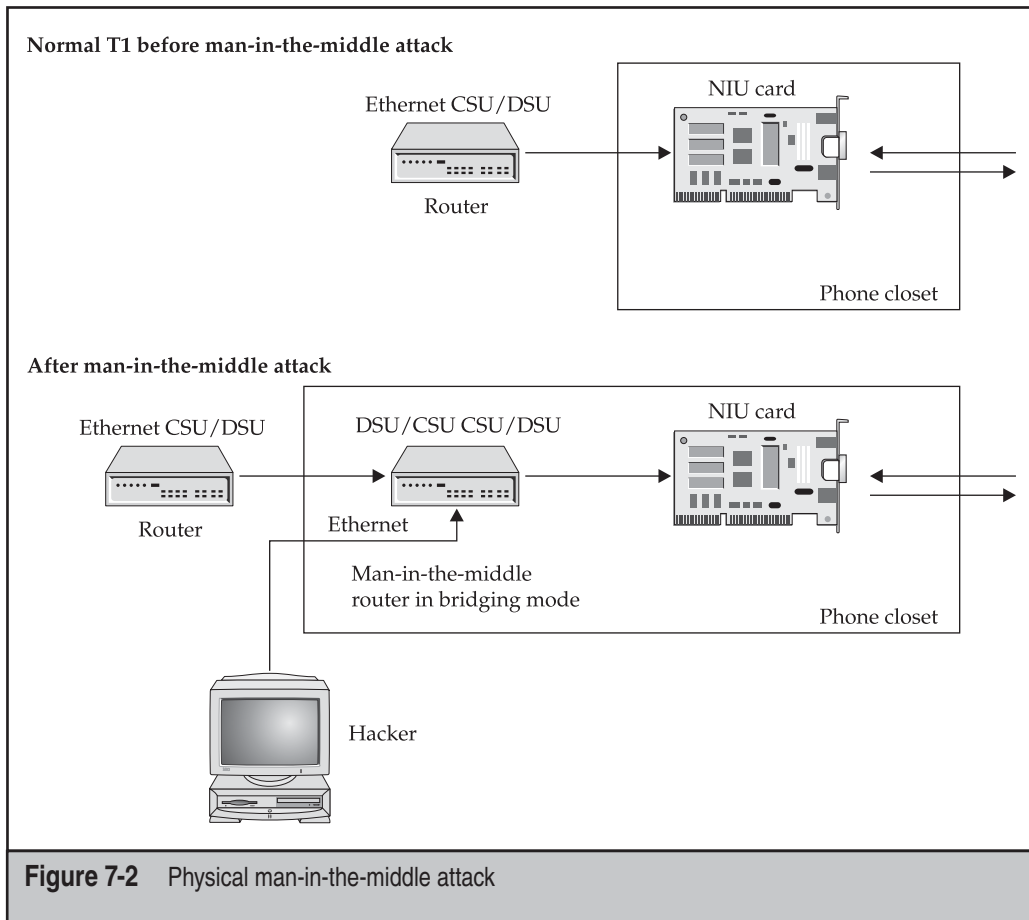 Normal T1 before man-in-the-middle attack
Ethernet CSU/DSU
NIU card
Router
Phone closet
After man-in-the-middle attack
Ethernet CSU/DSU
DSU/CSU CSU/DSU
NIU card
Router
Ethernet
Man-in-the-middle
router in bridging mode
Phone closet
Hacker
Figure 7-2 Physical man-in-the-middle attack